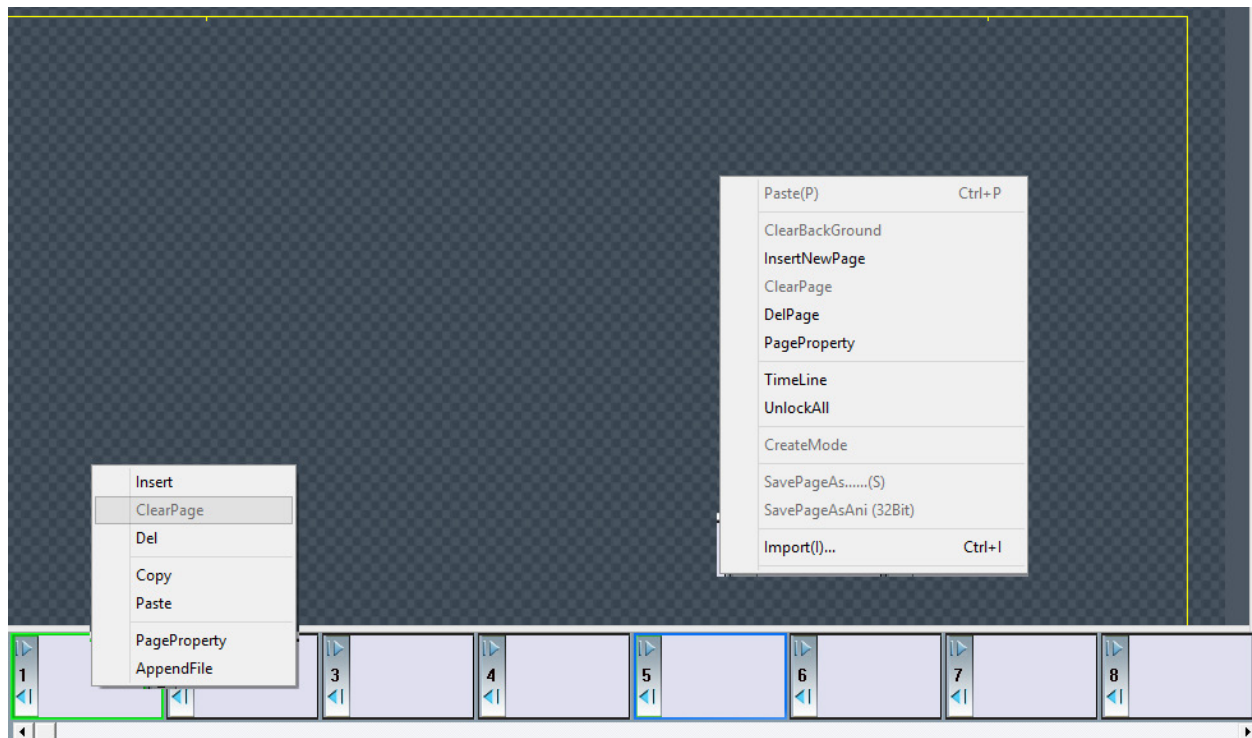 Paste(P) Ctrl+P
ClearBackGround
InsertNewPage
ClearPage
DelPage
PageProperty
TimeLine
UnlockAll
CreateMode
SavePageAs......(S)
SavePageAsAni (32Bit)
Import(I)... Ctrl+I
Insert
ClearPage
Del
Copy
Paste
PageProperty
AppendFile
1 3 4 5 6 7 8